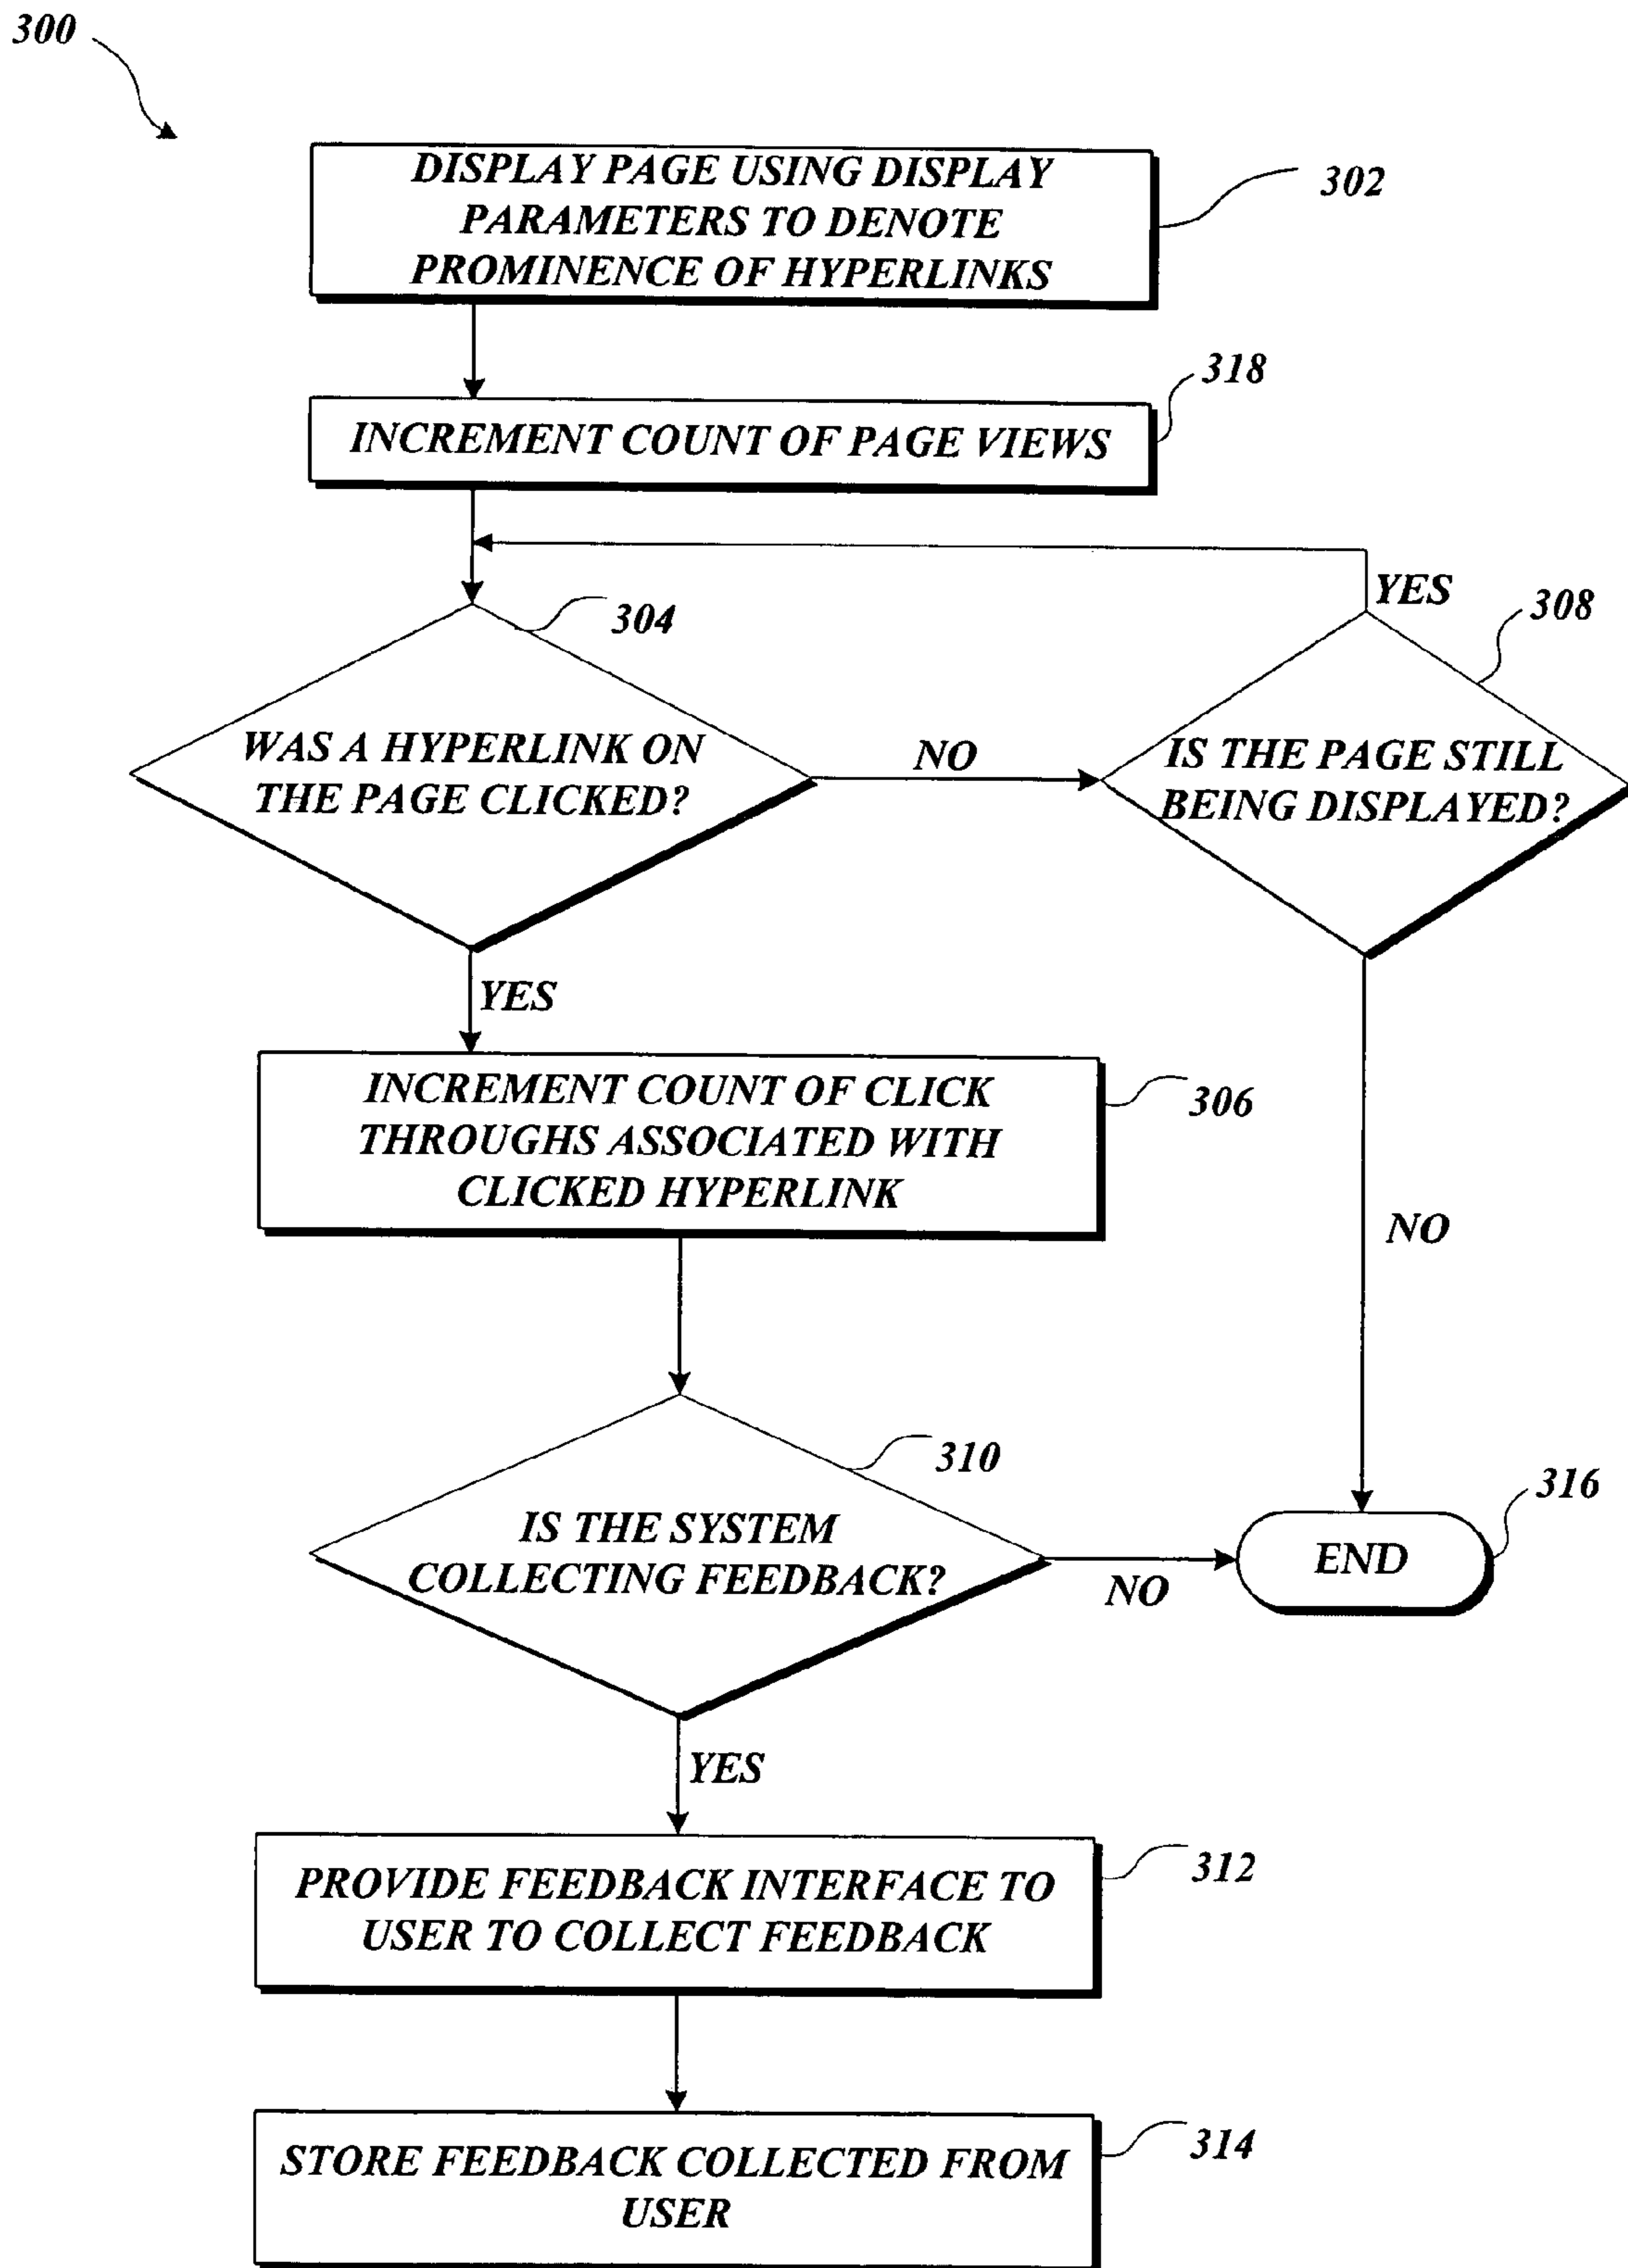 300
DISPLAY PAGE USING DISPLAY
PARAMETERS TO DENOTE
PROMINENCE OF HYPERLINKS
302
318
INCREMENT COUNT OF PAGE VIEWS
YES
308
304
WAS A HYPERLINK ON
THE PAGE CLICKED?
NO
IS THE PAGE STILL
BEING DISPLAYED?
YES
INCREMENT COUNT OF CLICK
THROUGHS ASSOCIATED WITH
CLICKED HYPERLINK
306
NO
310
316
IS THE SYSTEM
COLLECTING FEEDBACK?
NO
END
YES
PROVIDE FEEDBACK INTERFACE TO
USER TO COLLECT FEEDBACK
312
STORE FEEDBACK COLLECTED FROM
USER
314